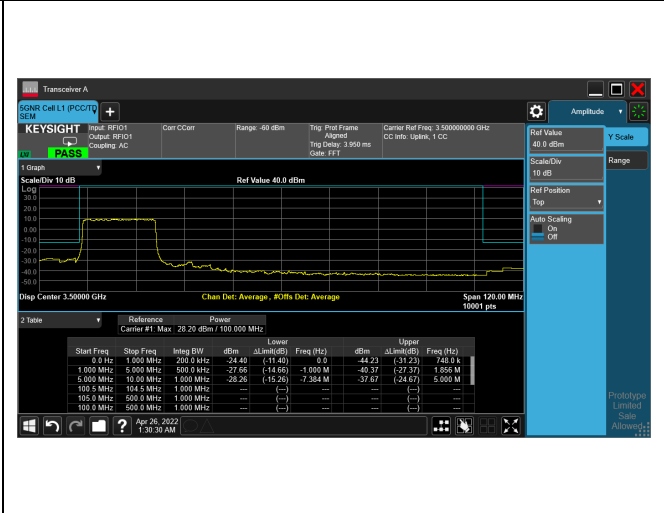 Transceiver A
5GNR Cell L1 (PCC/TD
SEM
Amplitude
KEYSIGHT
Input: RFIO1
Output: RFIO1
Coupling: AC
Corr CCorr
Range: -60 dBm
Trig: Prot Frame
Aligned
Trig Delay: 3.950 ms
Gate: FFT
Carrier Ref Freq: 3.500000000 GHz
CC Info: Uplink, 1 CC
LW
PASS
Ref Value
40.0 dBm
Y Scale
Scale/Div
10 dB
Range
Ref Position
Top
Auto Scaling
On
Off
1 Graph
Scale/Div 10 dB
Ref Value 40.0 dBm
Log
30.0
20.0
10.0
0.00
-10.0
-20.0
-30.0
-40.0
-50.0
Disp Center 3.50000 GHz
Chan Det: Average, #Offs Det: Average
Span 120.00 MHz
10001 pts
2 Table
Reference Power
Carrier #1: Max 28.20 dBm / 100.000 MHz
Lower Upper
Start Freq Stop Freq Integ BW dBm ΔLimit(dB) Freq (Hz) dBm ΔLimit(dB) Freq (Hz)
0.0 Hz 1.000 MHz 200.0 kHz -24.40 (-11.40) 0.0 -44.23 (-31.23) 748.0 k
1.000 MHz 5.000 MHz 500.0 kHz -27.66 (-14.66) -1.000 M -40.37 (-27.37) 1.856 M
5.000 MHz 10.00 MHz 1.000 MHz -28.26 (-15.26) -7.384 MHz -37.67 (-24.67) 5.000 M
100.5 MHz 104.5 MHz 1.000 MHz --- (---) --- (---)
105.0 MHz 500.0 MHz 1.000 MHz --- (---) --- (---)
100.0 MHz 500.0 MHz 1.000 MHz --- (---) --- (---)
Prototype
Limited
Sale
Allowed
Apr 26, 2022
1:30:30 AM